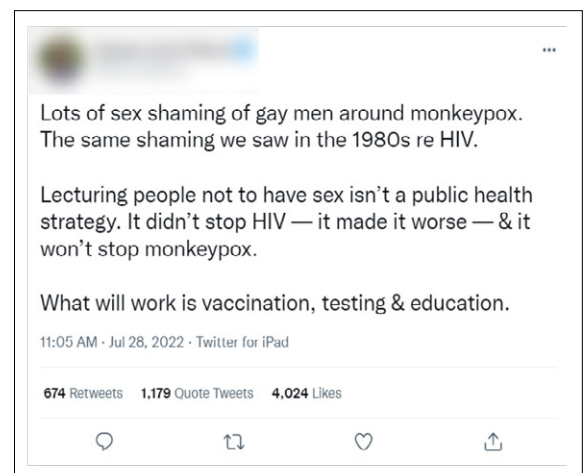 Lots of sex shaming of gay men around monkeypox.
The same shaming we saw in the 1980s re HIV.
Lecturing people not to have sex isn’t a public health
strategy. It didn’t stop HIV — it made it worse — & it
won’t stop monkeypox.
What will work is vaccination, testing & education.
11:05 AM · Jul 28, 2022 · Twitter for iPad
674 Retweets 1,179 Quote Tweets 4,024 Likes